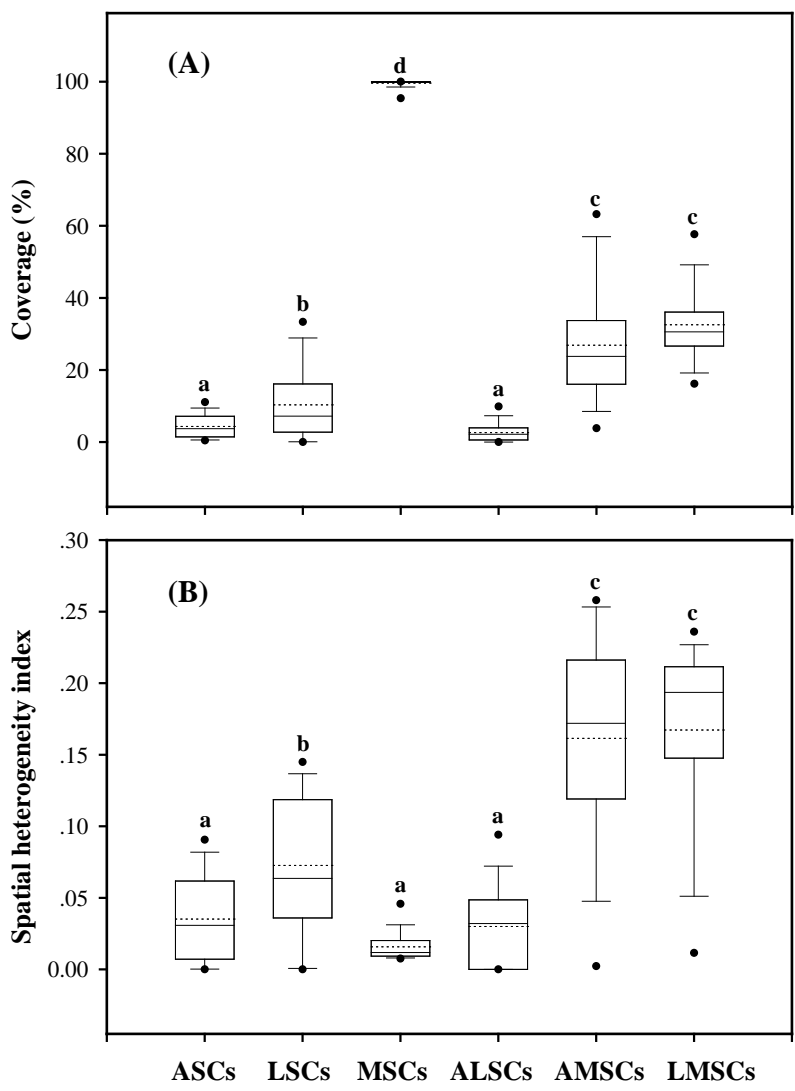 (A)
d
100
80
60
40
20
0
Coverage (%)
a
b
a
c
c
.30
.25
.20
.15
.10
.05
0.00
Spatial heterogeneity index
(B)
a
b
a
a
c
c
ASCs LSCs MSCs ALSCs AMSCs LMSCs